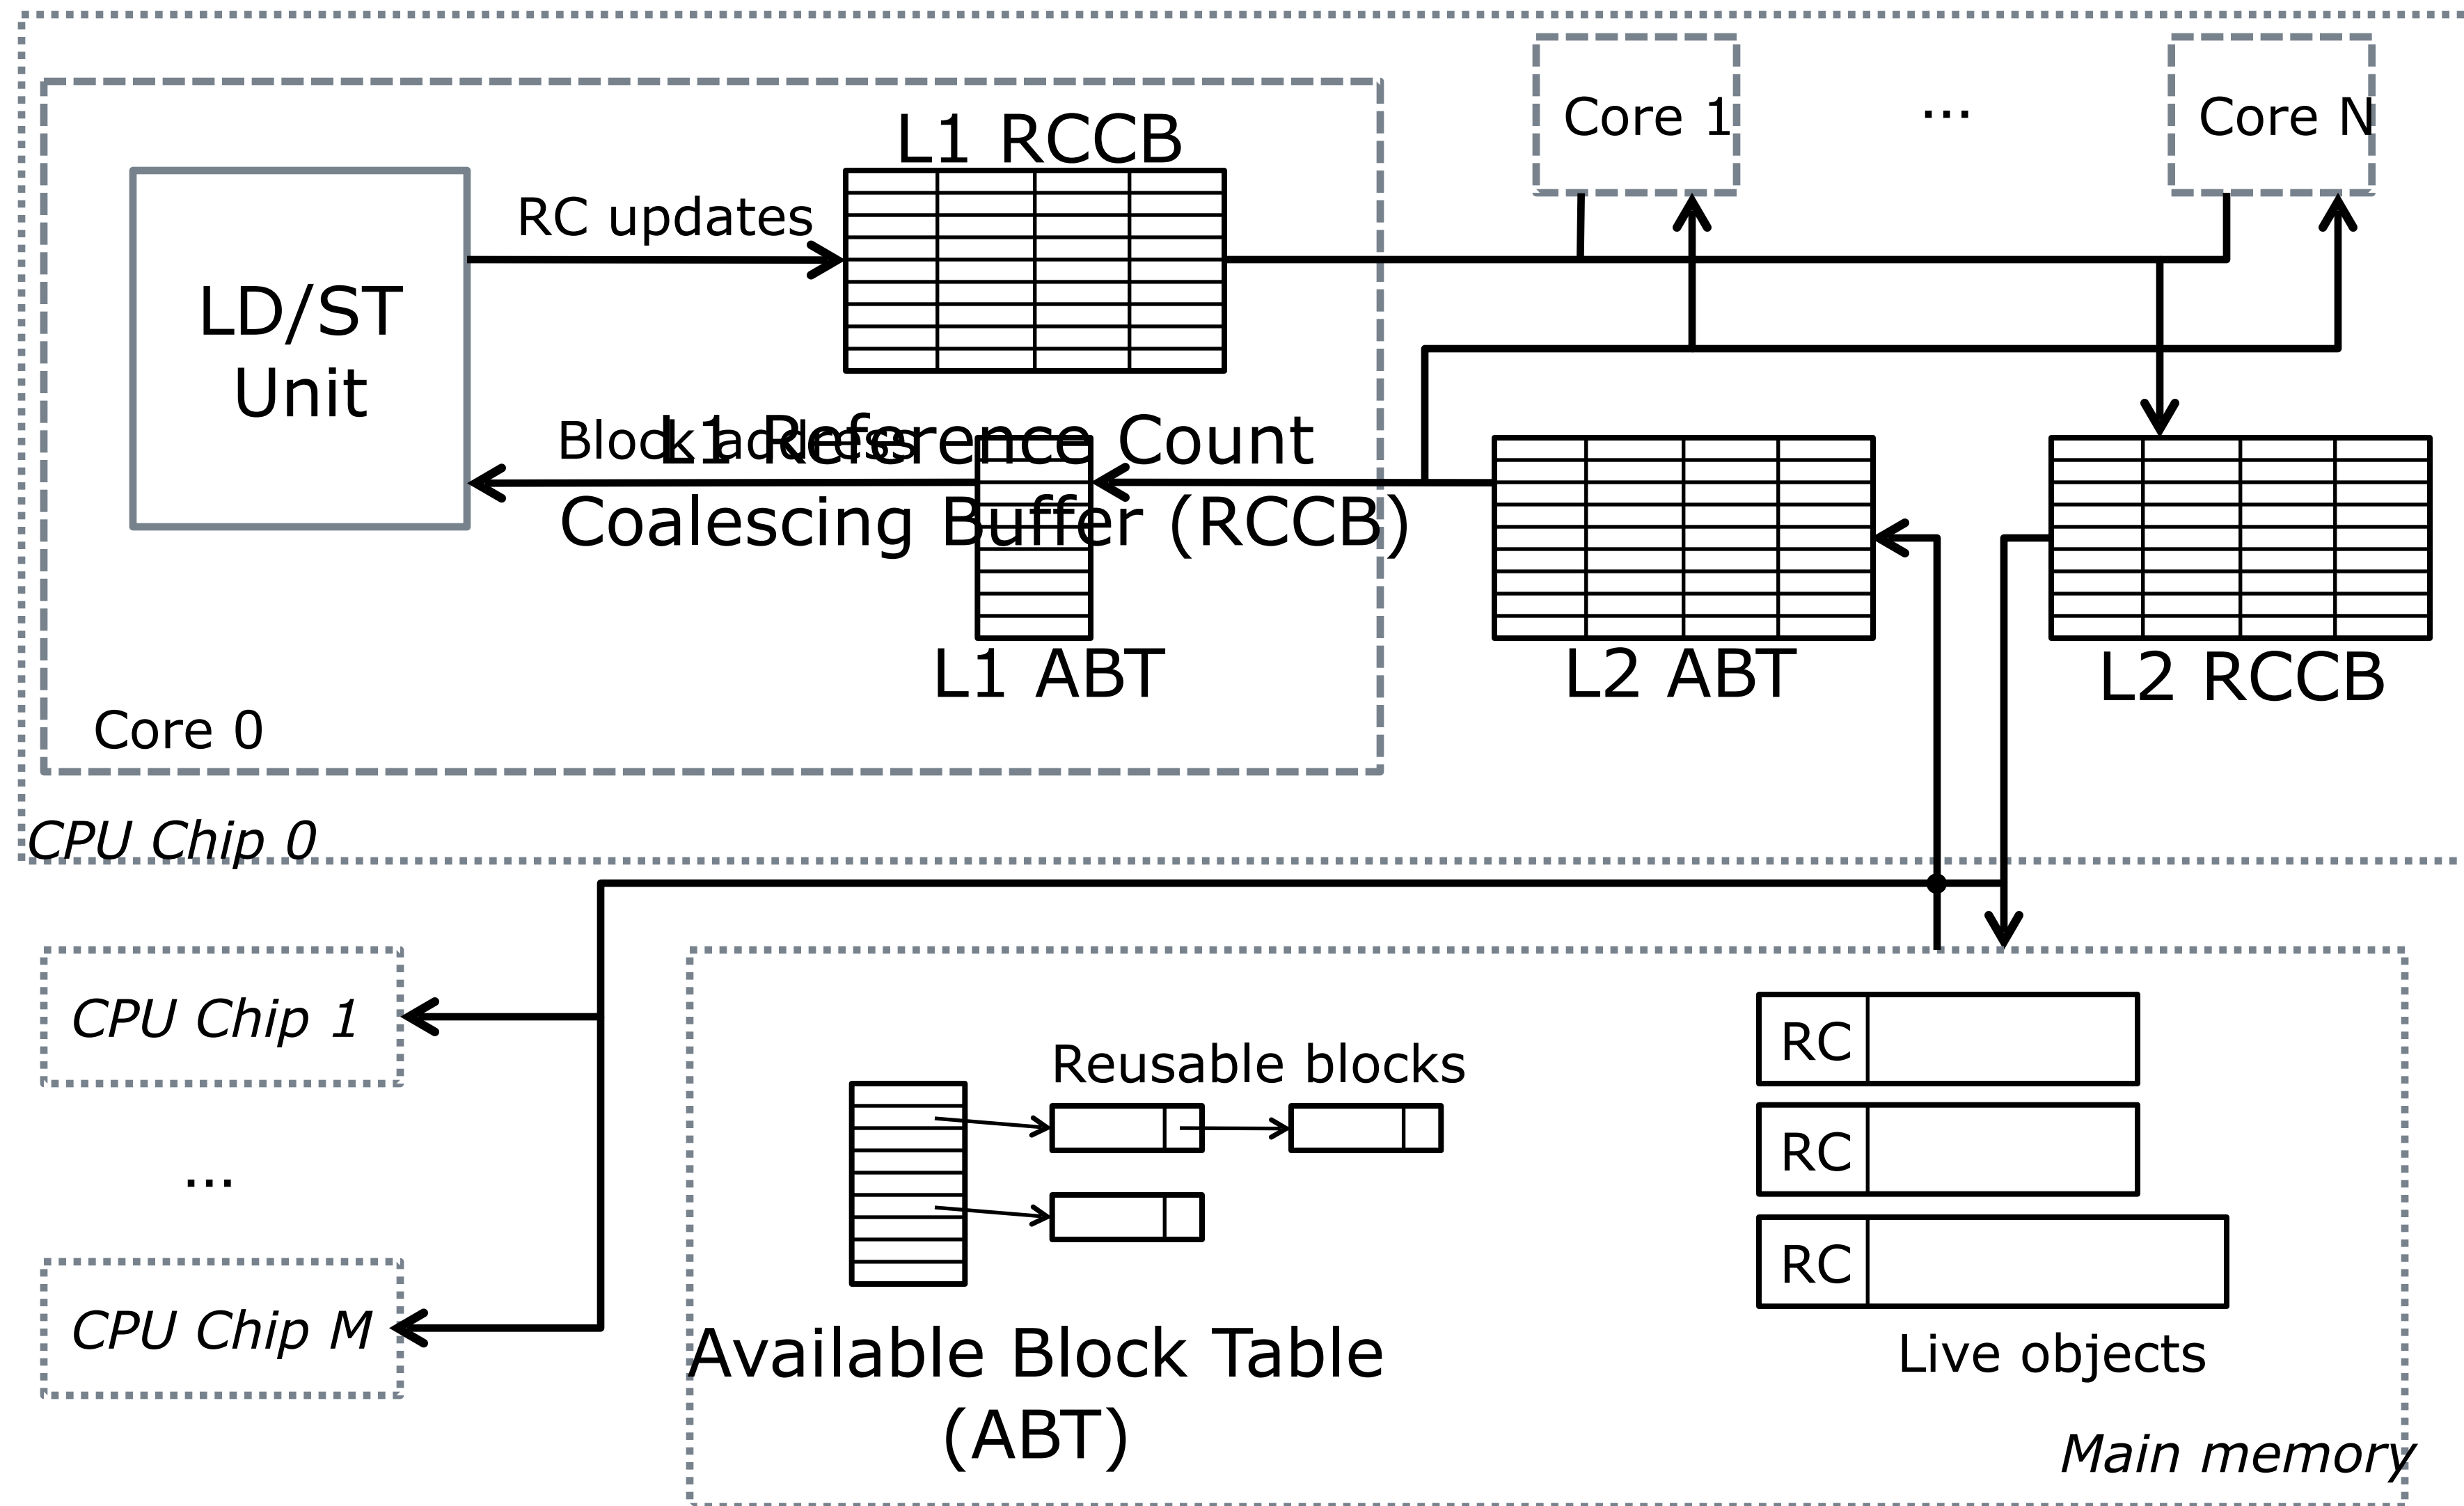 Core 1
...
Core N
L1 RCCB
RC updates
LD/ST
Unit
Block address
L1 Reference Count
Coalescing Buffer (RCCB)
L1 ABT
L2 ABT
L2 RCCB
Core 0
CPU Chip 0
CPU Chip 1
...
CPU Chip M
Reusable blocks
RC
RC
RC
Live objects
Available Block Table
(ABT)
Main memory